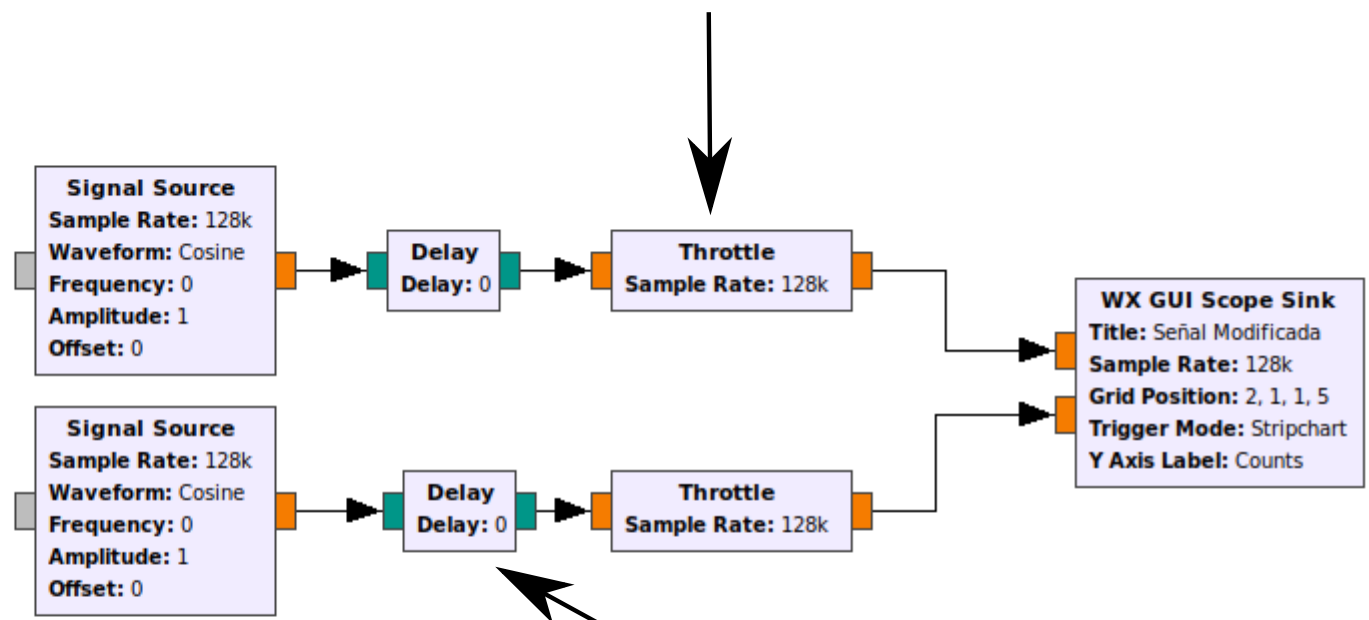 Signal Source
Sample Rate: 128k
Waveform: Cosine
Frequency: 0
Amplitude: 1
Offset: 0
Delay
Delay: 0
Throttle
Sample Rate: 128k
WX GUI Scope Sink
Title: Señal Modificada
Sample Rate: 128k
Grid Position: 2, 1, 1, 5
Trigger Mode: Stripchart
Y Axis Label: Counts
Signal Source
Sample Rate: 128k
Waveform: Cosine
Frequency: 0
Amplitude: 1
Offset: 0
Delay
Delay: 0
Throttle
Sample Rate: 128k